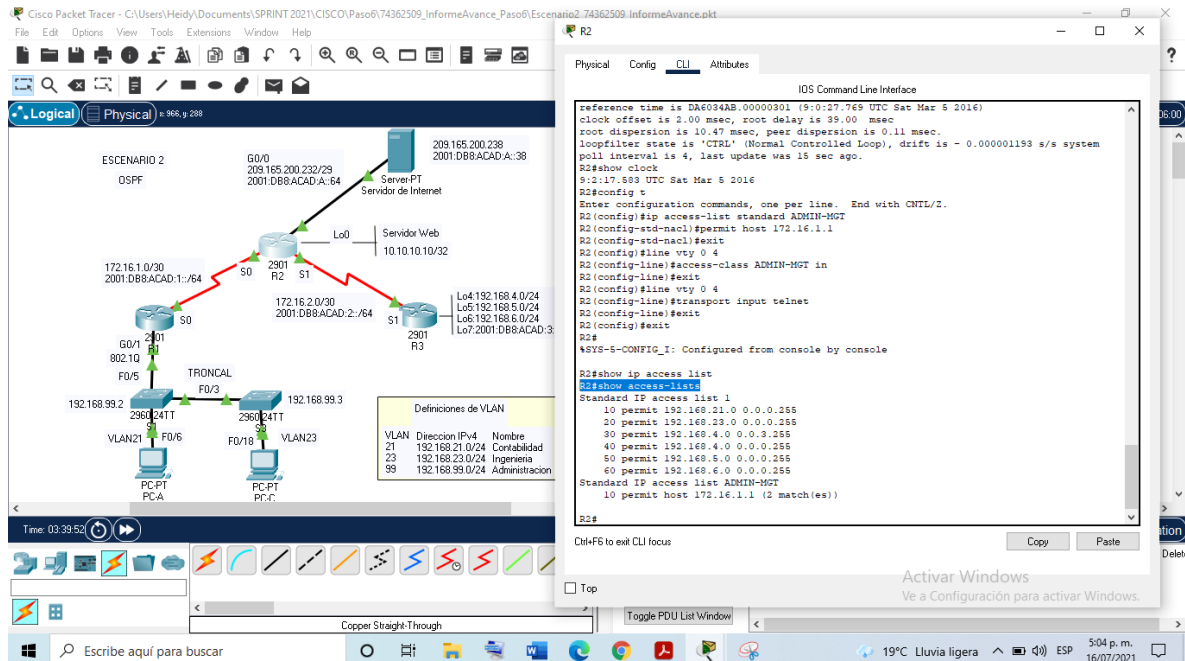 Cisco Packet Tracer - C:\Users\Heidy\Documents\SPRINT 2021\CISCO\Paso6\74362509_InformeAvance_Paso6\Escenario2_74362509_InformeAvance.pkt
File Edit Options View Tools Extensions Window Help
Logical Physical x: 966, y: 288
06:00
ESCENARIO 2
OSPF
G0/0
209.165.200.232/29
2001:DB8:ACAD:A::64
209.165.200.238
2001:DB8:ACAD:A::38
Server-PT
Servidor de Internet
Lo0
Servidor Web
10.10.10.10/32
2901
R2
S0
S1
172.16.1.0/30
2001:DB8:ACAD:1::/64
172.16.2.0/30
2001:DB8:ACAD:2::/64
Lo4:192.168.4.0/24
Lo5:192.168.5.0/24
Lo6:192.168.6.0/24
Lo7:2001:DB8:ACAD:3:
S0
S1
2901
R1
2901
R3
G0/1
802.1Q
F0/5
TRONCAL
F0/3
192.168.99.2
192.168.99.3
2960-24TT
S1
2960-24TT
S3
VLAN21
F0/6
F0/18
VLAN23
PC-PT
PC-A
PC-PT
PC-C
Definiciones de VLAN
VLAN Direccion IPv4 Nombre
21 192.168.21.0/24 Contabilidad
23 192.168.23.0/24 Ingenieria
99 192.168.99.0/24 Administracion
Time: 03:39:52
Copper Straight-Through
R2
Physical Config CLI Attributes
IOS Command Line Interface
reference time is DA6034AB.00000301 (9:0:27.769 UTC Sat Mar 5 2016)
clock offset is 2.00 msec, root delay is 39.00 msec
root dispersion is 10.47 msec, peer dispersion is 0.11 msec.
loopfilter state is 'CTRL' (Normal Controlled Loop), drift is - 0.000001193 s/s system
poll interval is 4, last update was 15 sec ago.
R2#show clock
9:2:17.583 UTC Sat Mar 5 2016
R2#config t
Enter configuration commands, one per line. End with CNTL/Z.
R2(config)#ip access-list standard ADMIN-MGT
R2(config-std-nacl)#permit host 172.16.1.1
R2(config-std-nacl)#exit
R2(config)#line vty 0 4
R2(config-line)#access-class ADMIN-MGT in
R2(config-line)#exit
R2(config)#line vty 0 4
R2(config-line)#transport input telnet
R2(config-line)#exit
R2(config)#exit
R2#
%SYS-5-CONFIG_I: Configured from console by console
R2#show ip access list
R2#show access-lists
Standard IP access list 1
10 permit 192.168.21.0 0.0.0.255
20 permit 192.168.23.0 0.0.0.255
30 permit 192.168.4.0 0.0.3.255
40 permit 192.168.4.0 0.0.0.255
50 permit 192.168.5.0 0.0.0.255
60 permit 192.168.6.0 0.0.0.255
Standard IP access list ADMIN-MGT
10 permit host 172.16.1.1 (2 match(es))
R2#
Ctrl+F6 to exit CLI focus
Copy Paste
Top
Activar Windows
Ve a Configuración para activar Windows.
Toggle PDU List Window
Escribe aquí para buscar
19°C Lluvia ligera
ESP
5:04 p. m.
16/07/2021